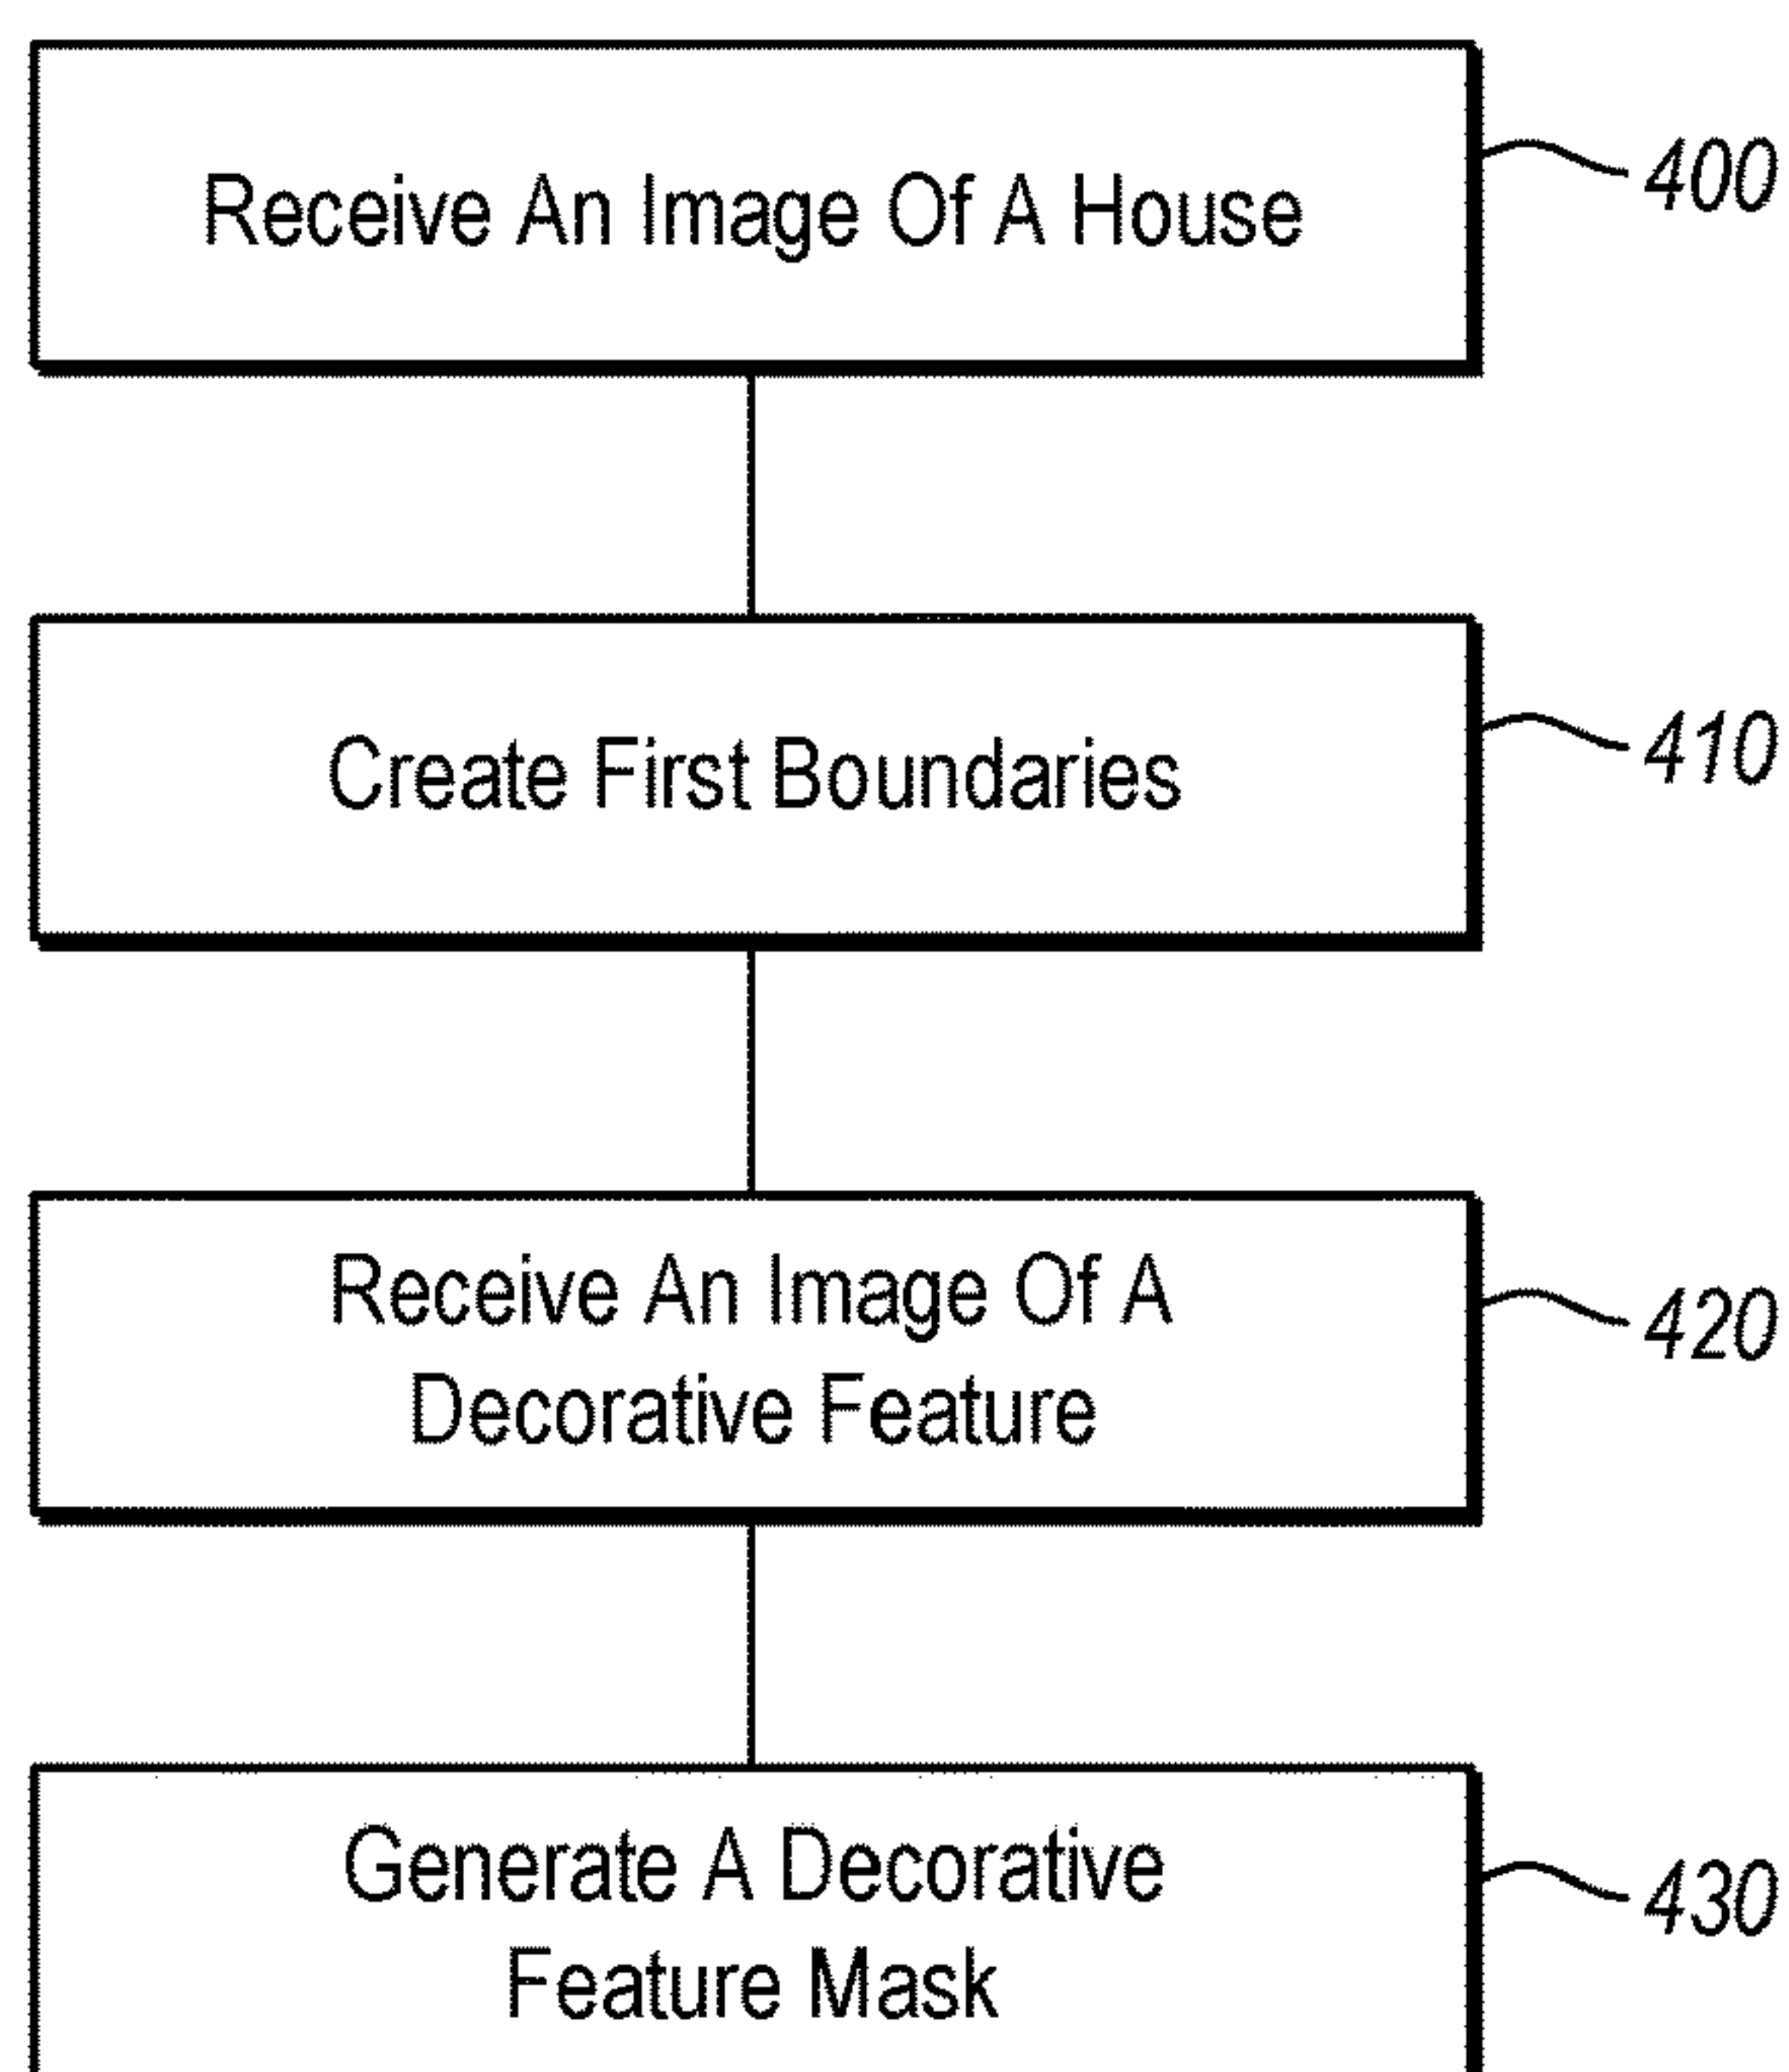 Receive An Image Of A House
400
Create First Boundaries
410
Receive An Image Of A
Decorative Feature
420
Generate A Decorative
Feature Mask
430